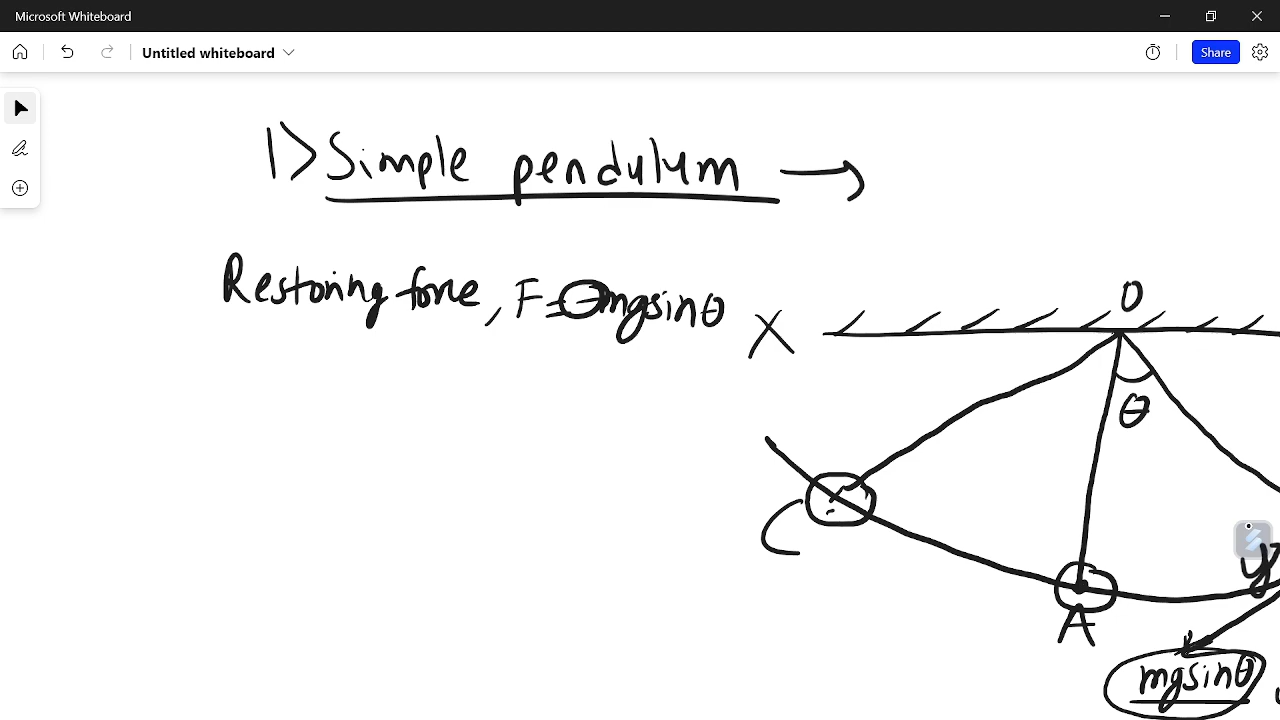 Microsoft Whiteboard
Untitled whiteboard
Share
1> Simple pendulum →
Restoring force, F = -mgsinθ
X
O
θ
C
A
y
mgsinθ